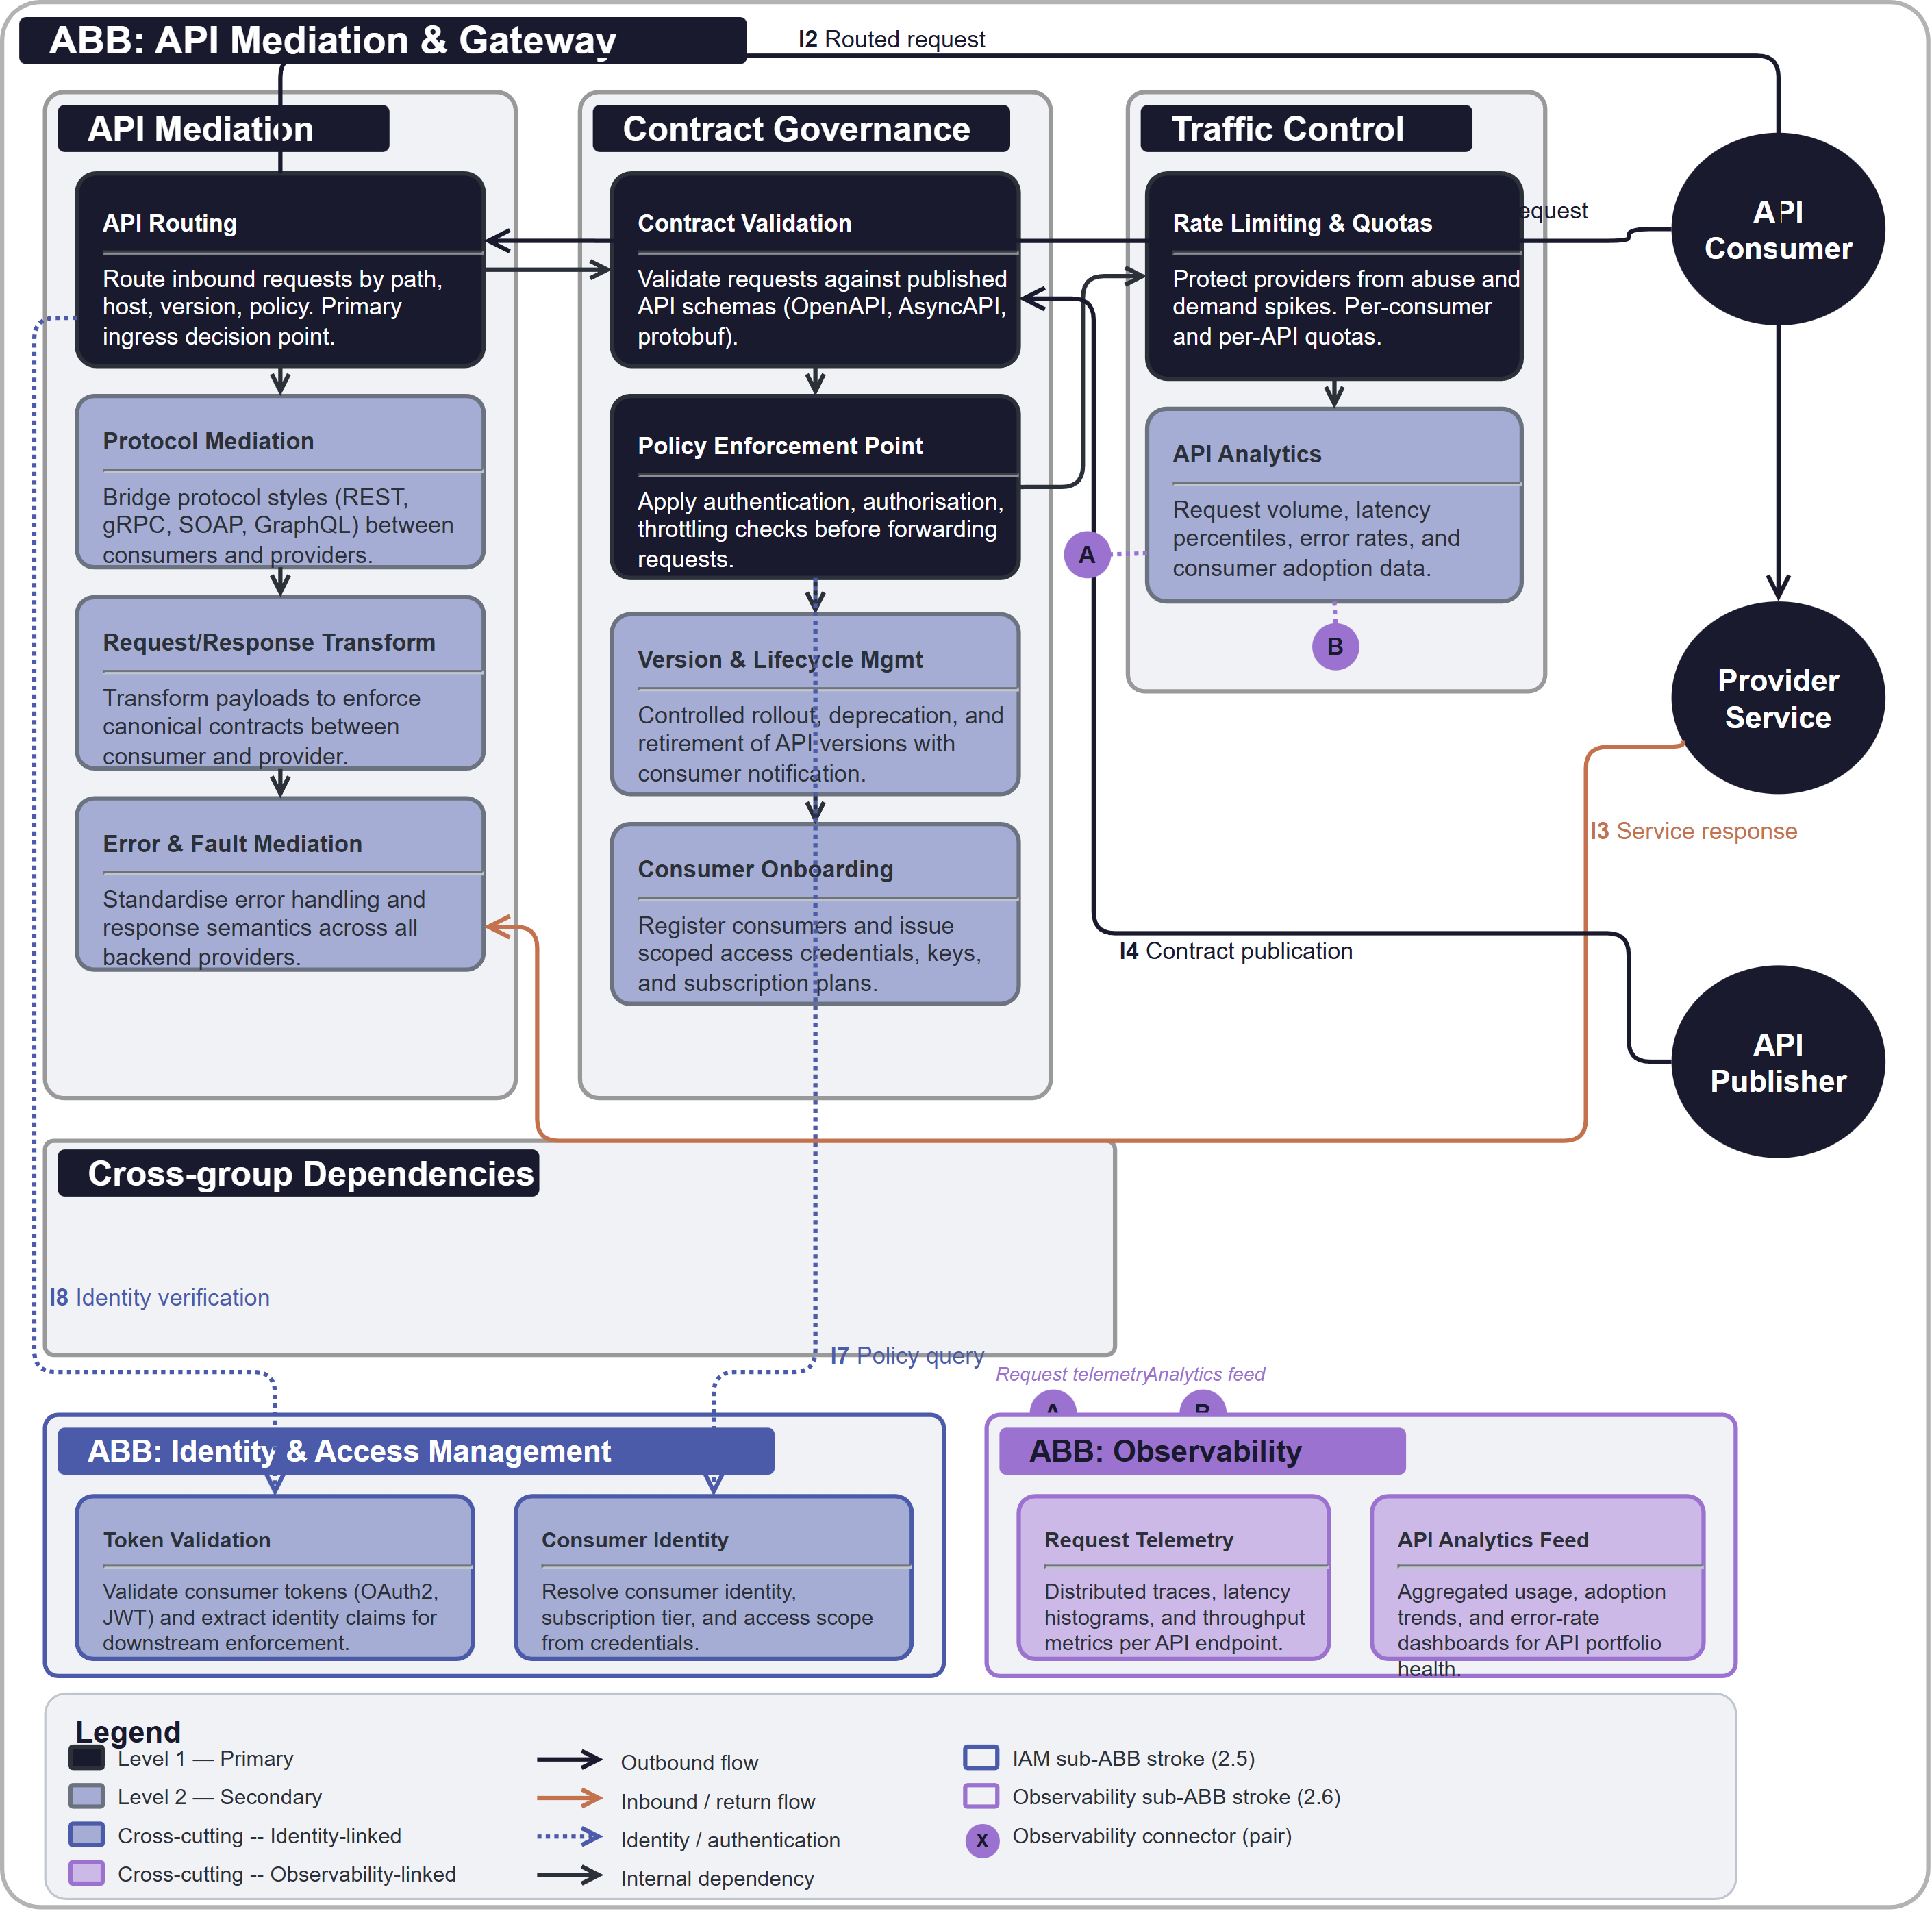 ABB: API Mediation & Gateway
I2 Routed request
API Mediation
API Routing
Route inbound requests by path,
host, version, policy. Primary
ingress decision point.
Protocol Mediation
Bridge protocol styles (REST,
gRPC, SOAP, GraphQL) between
consumers and providers.
Request/Response Transform
Transform payloads to enforce
canonical contracts between
consumer and provider.
Error & Fault Mediation
Standardise error handling and
response semantics across all
backend providers.
Contract Governance
Contract Validation
Validate requests against published
API schemas (OpenAPI, AsyncAPI,
protobuf).
Policy Enforcement Point
Apply authentication, authorisation,
throttling checks before forwarding
requests.
Version & Lifecycle Mgmt
Controlled rollout, deprecation, and
retirement of API versions with
consumer notification.
Consumer Onboarding
Register consumers and issue
scoped access credentials, keys,
and subscription plans.
Traffic Control
Rate Limiting & Quotas
Protect providers from abuse and
demand spikes. Per-consumer
and per-API quotas.
API Analytics
Request volume, latency
percentiles, error rates, and
consumer adoption data.
A
B
equest
API
Consumer
Provider
Service
I3 Service response
I4 Contract publication
API
Publisher
Cross-group Dependencies
I8 Identity verification
I7 Policy query
Request telemetry
Analytics feed
A
B
ABB: Identity & Access Management
Token Validation
Validate consumer tokens (OAuth2,
JWT) and extract identity claims for
downstream enforcement.
Consumer Identity
Resolve consumer identity,
subscription tier, and access scope
from credentials.
ABB: Observability
Request Telemetry
Distributed traces, latency
histograms, and throughput
metrics per API endpoint.
API Analytics Feed
Aggregated usage, adoption
trends, and error-rate
dashboards for API portfolio
health.
Legend
Level 1 — Primary
Level 2 — Secondary
Cross-cutting -- Identity-linked
Cross-cutting -- Observability-linked
Outbound flow
Inbound / return flow
Identity / authentication
Internal dependency
IAM sub-ABB stroke (2.5)
Observability sub-ABB stroke (2.6)
X
Observability connector (pair)